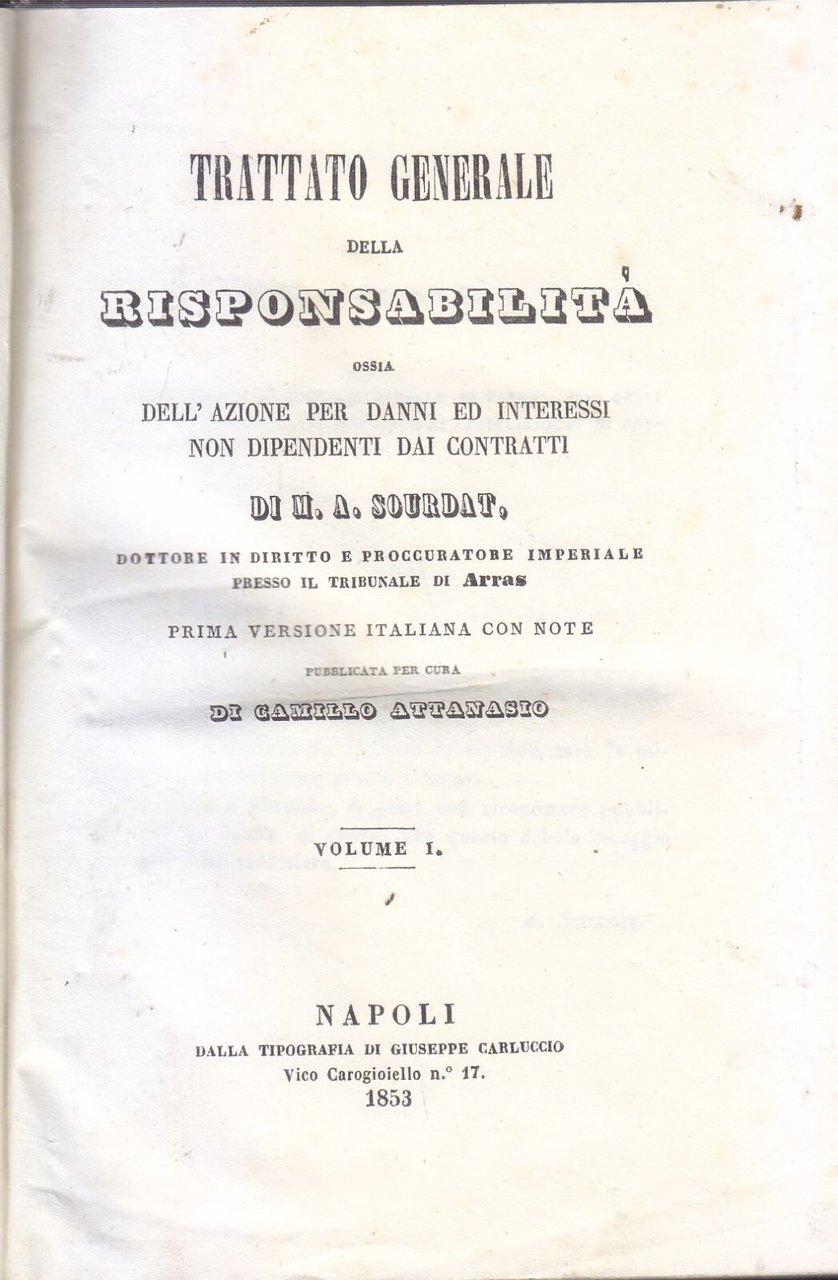 TRATTATO GENERALE
DELLA
RISPONSABILITÀ
OSSIA
DELL' AZIONE PER DANNI ED INTERESSI
NON DIPENDENTI DAI CONTRATTI
DI M. A. SOURDAT,
DOTTORE IN DIRITTO E PROCCURATORE IMPERIALE
PRESSO IL TRIBUNALE DI Arras
PRIMA VERSIONE ITALIANA CON NOTE
PUBBLICATA PER CURA
DI CAMILLO ATTANASIO
VOLUME I.
NAPOLI
DALLA TIPOGRAFIA DI GIUSEPPE CARLUCCIO
Vico Carogioiello n.º 17.
1853